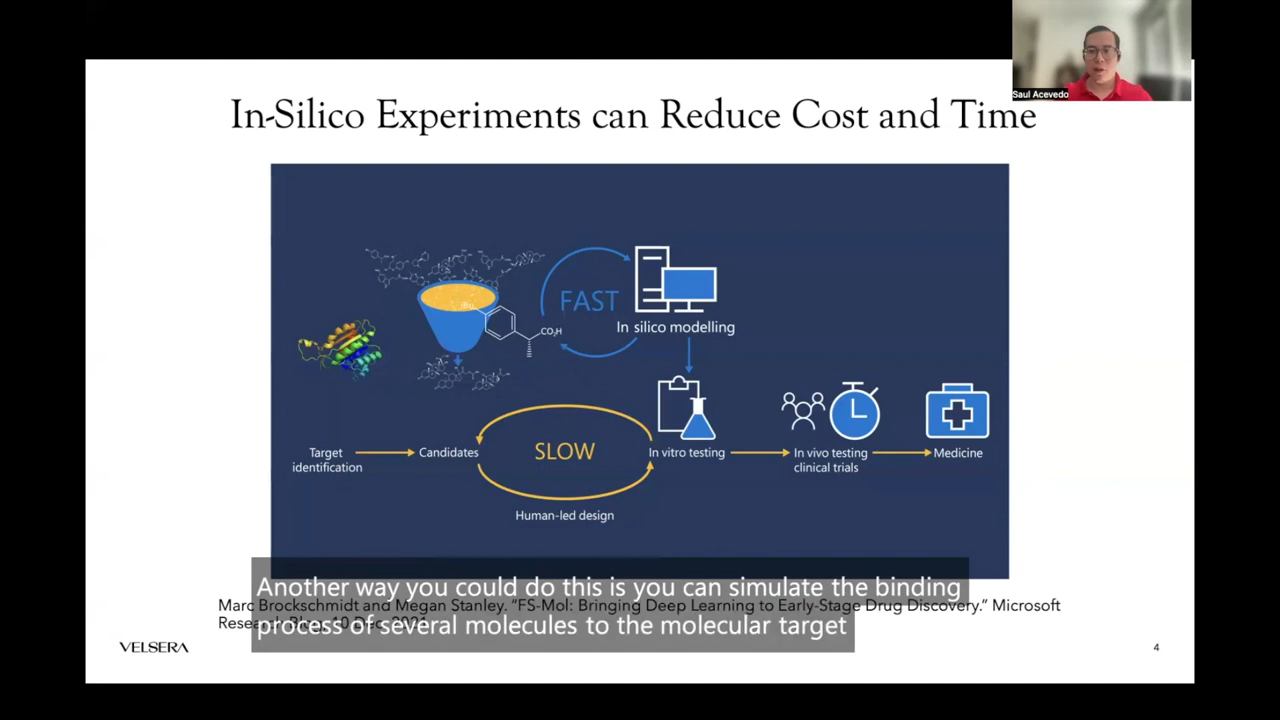 Saul Acevedo
In-Silico Experiments can Reduce Cost and Time
FAST
CO₂H
In silico modelling
Target
identification
Candidates
SLOW
In vitro testing
In vivo testing
clinical trials
Medicine
Human-led design
Another way you could do this is you can simulate the binding
process of several molecules to the molecular target
Marc Brockschmidt and Megan Stanley. “FS-Mol: Bringing Deep Learning to Early-Stage Drug Discovery.” Microsoft
Research Blog, 10 Dec. 2021
VELSERA
4